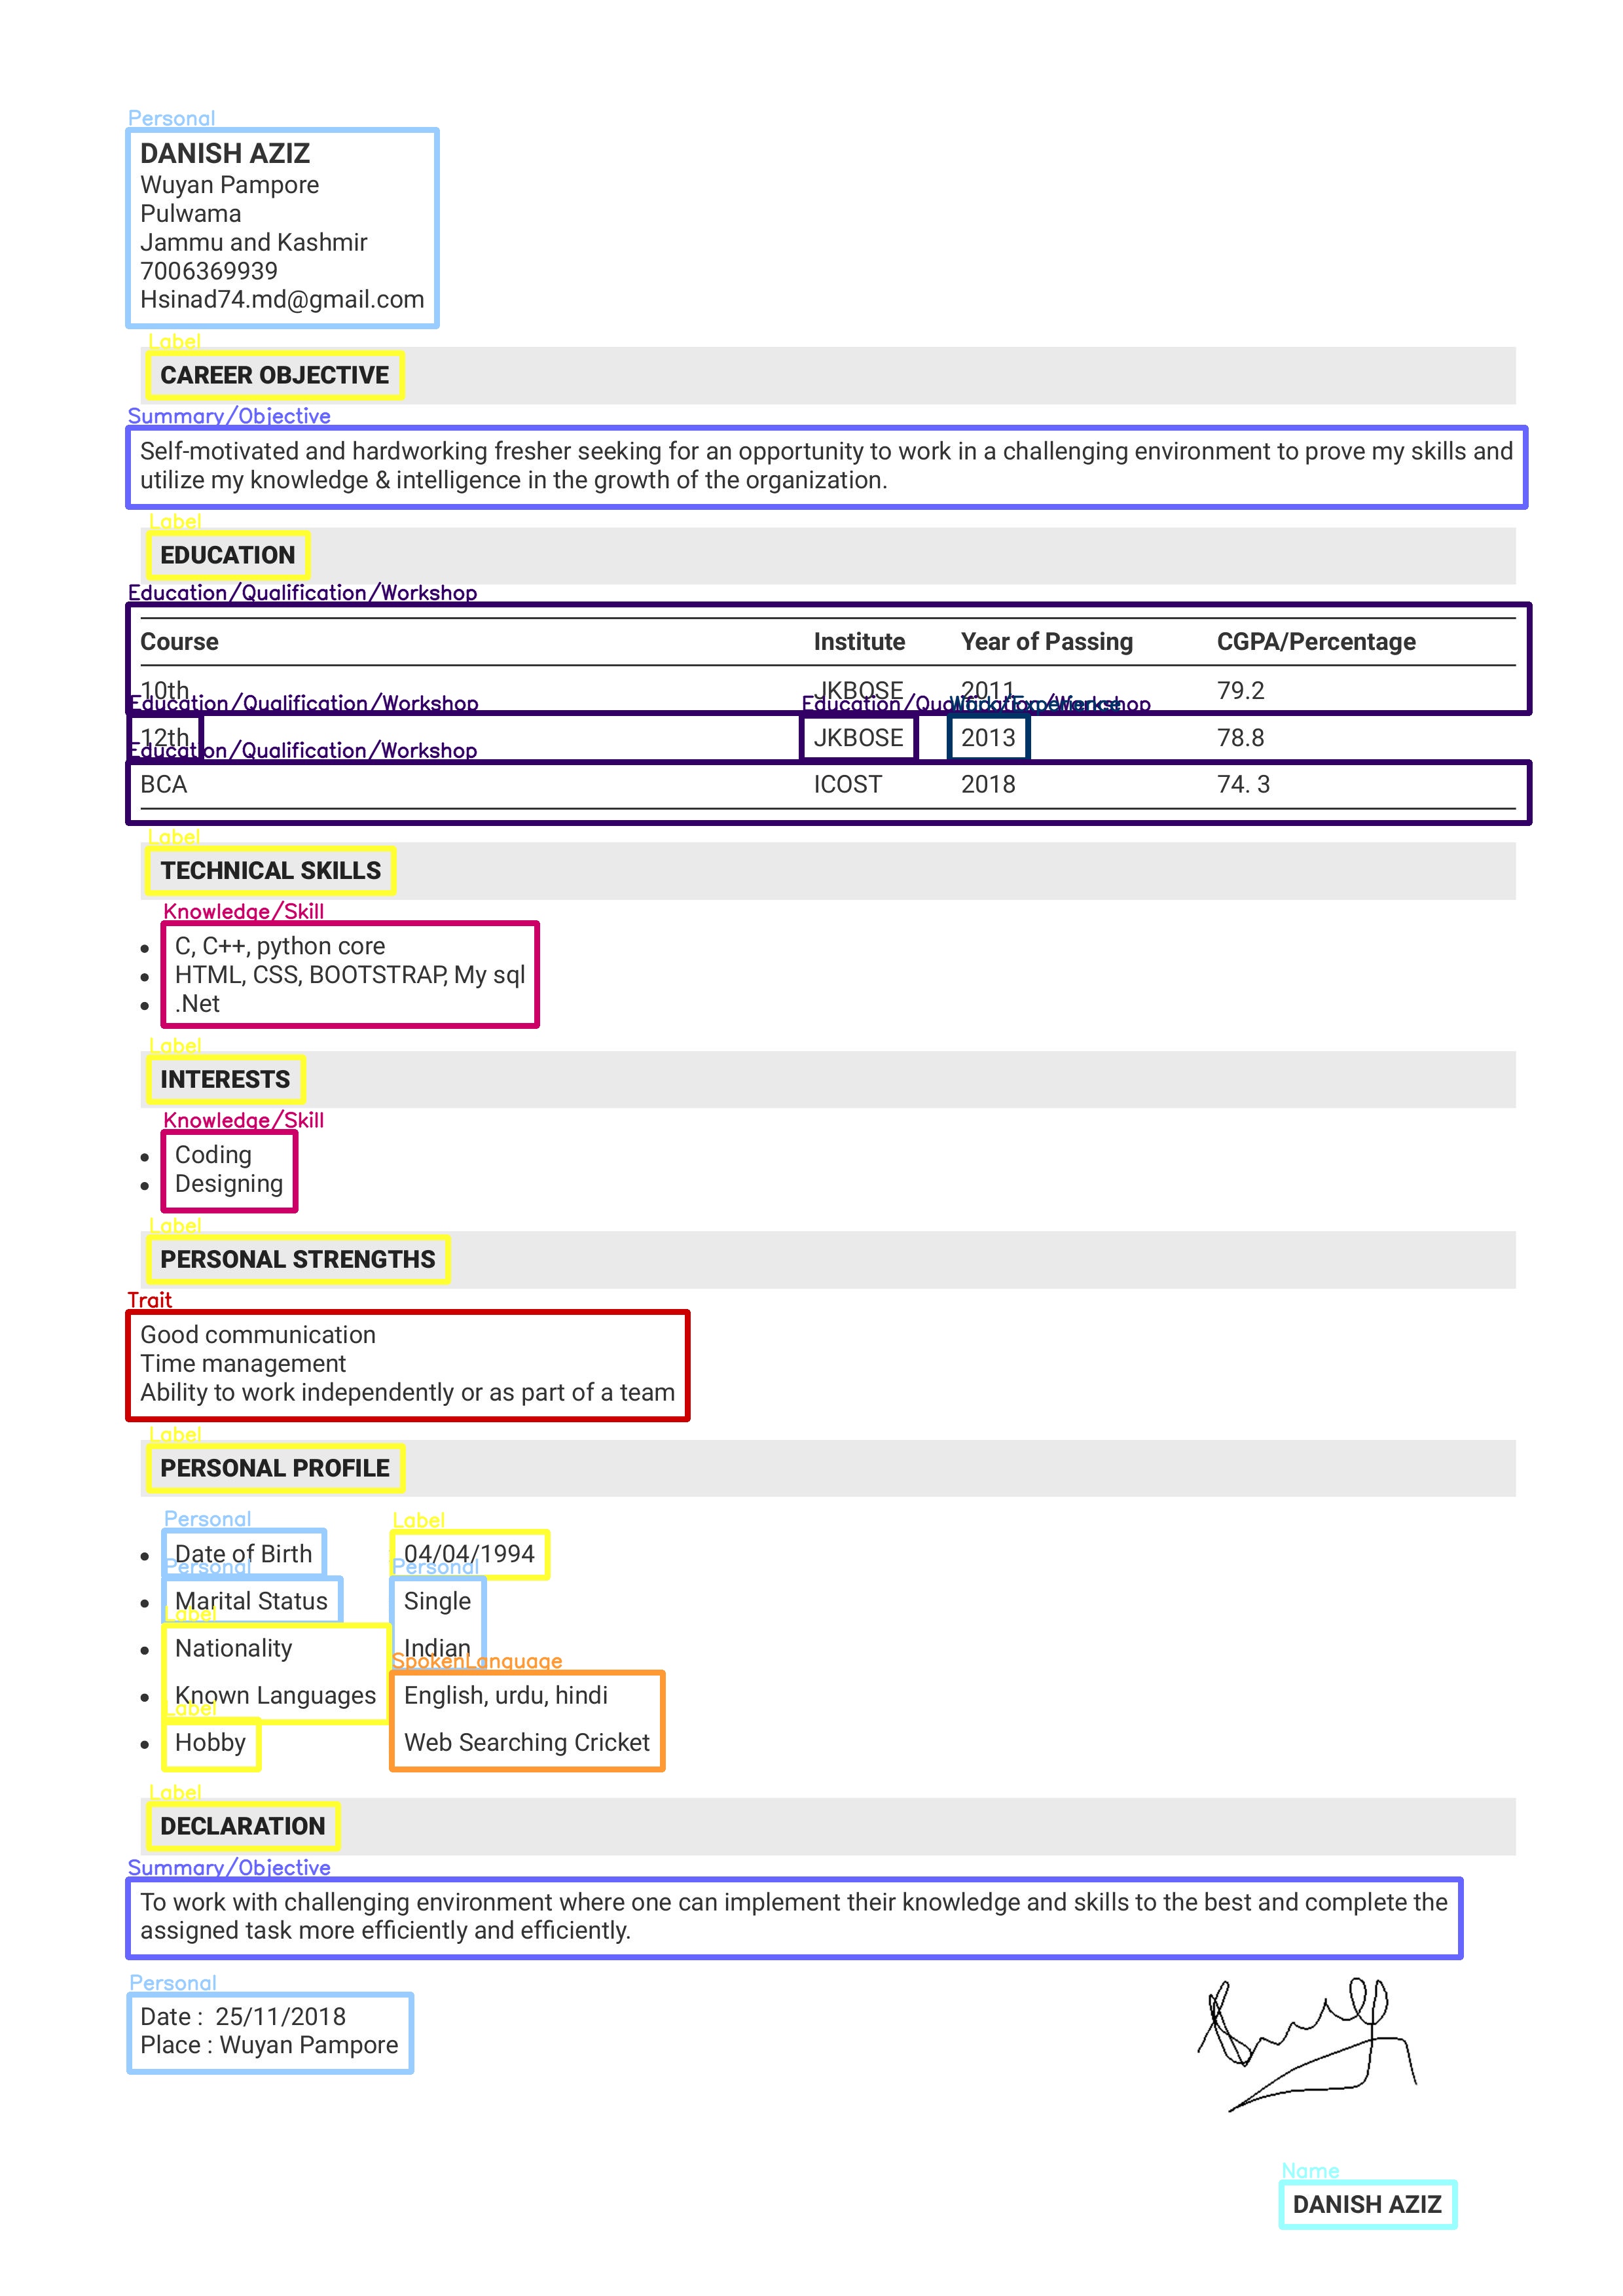 Personal
DANISH AZIZ
Wuyan Pampore
Pulwama
Jammu and Kashmir
7006369939
Hsinad74.md@gmail.com
Label
CAREER OBJECTIVE
Summary/Objective
Self-motivated and hardworking fresher seeking for an opportunity to work in a challenging environment to prove my skills and
utilize my knowledge & intelligence in the growth of the organization.
Label
EDUCATION
Education/Qualification/Workshop
Course Institute Year of Passing CGPA/Percentage
10th JKBOSE 2011 79.2
Education/Qualification/Workshop Education/Qualification/Workshop
12th JKBOSE 2013 78.8
Education/Qualification/Workshop
BCA ICOST 2018 74. 3
Label
TECHNICAL SKILLS
Knowledge/Skill
• C, C++, python core
• HTML, CSS, BOOTSTRAP, My sql
• .Net
Label
INTERESTS
Knowledge/Skill
• Coding
• Designing
Label
PERSONAL STRENGTHS
Trait
Good communication
Time management
Ability to work independently or as part of a team
Label
PERSONAL PROFILE
Personal Label
• Date of Birth 04/04/1994
Personal Personal
• Marital Status Single
Label
• Nationality Indian
SpokenLanguage
• Known Languages English, urdu, hindi
Label
• Hobby Web Searching Cricket
Label
DECLARATION
Summary/Objective
To work with challenging environment where one can implement their knowledge and skills to the best and complete the
assigned task more efficiently and efficiently.
Personal
Date : 25/11/2018
Place : Wuyan Pampore
Name
DANISH AZIZ